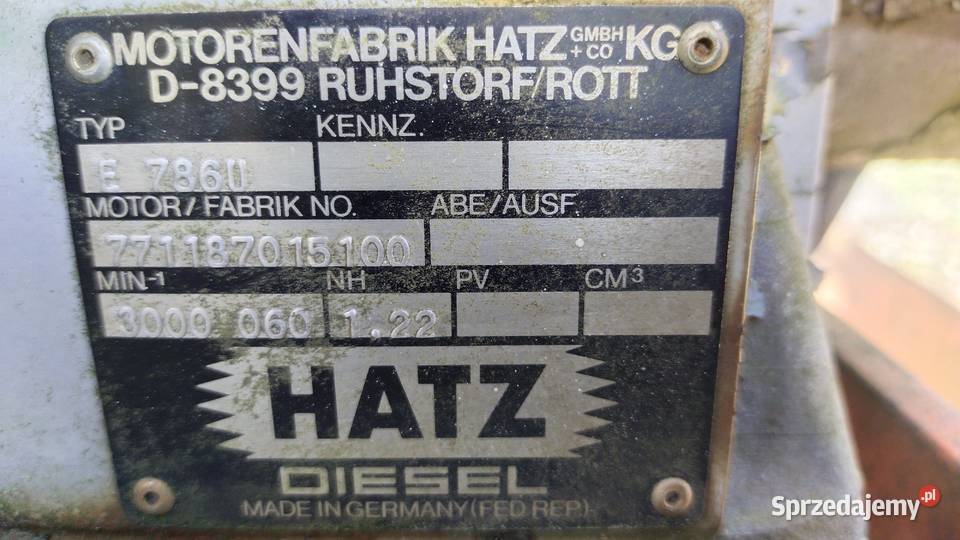 MOTORENFABRIK HATZ GMBH + CO KG
D-8399 RUHSTORF/ROTT
TYP KENNZ.
E 786U
MOTOR/FABRIK NO. ABE/AUSF
771187015100
MIN-1 NH PV CM3
3000 060 1.22
HATZ
DIESEL
MADE IN GERMANY (FED REP)
Sprzedajemy.pl